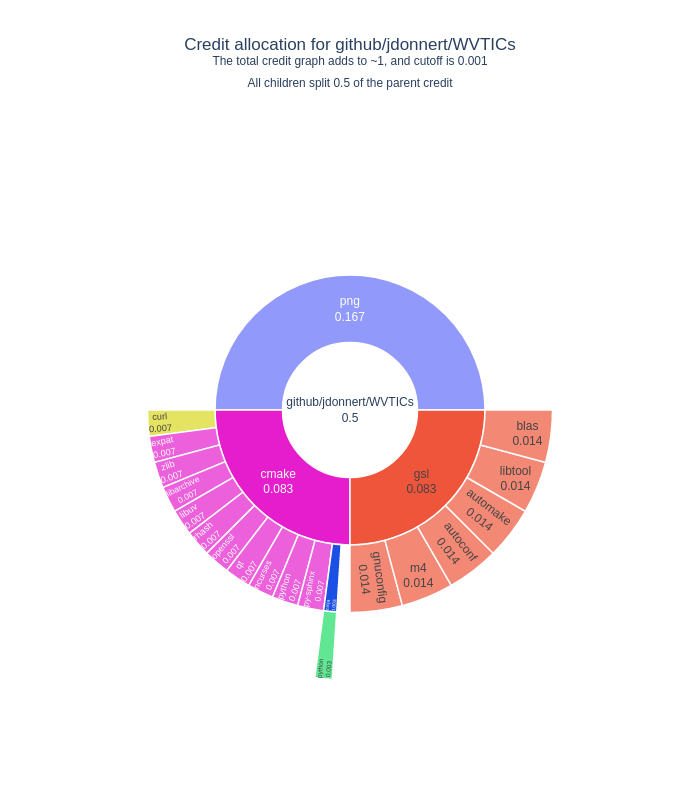 Credit allocation for github/jdonnert/WVTICs
The total credit graph adds to ~1, and cutoff is 0.001
All children split 0.5 of the parent credit
png
0.167
github/jdonnert/WVTICs
0.5
cmake
0.083
gsl
0.083
blas
0.014
libtool
0.014
automake
0.014
autoconf
0.014
m4
0.014
gnuconfig
0.014
curl
0.007
expat
0.007
zlib
0.007
libarchive
0.007
libuv
0.007
rhash
0.007
openssl
0.007
qt
0.007
ncurses
0.007
python
0.007
py-sphinx
0.007
python
0.003